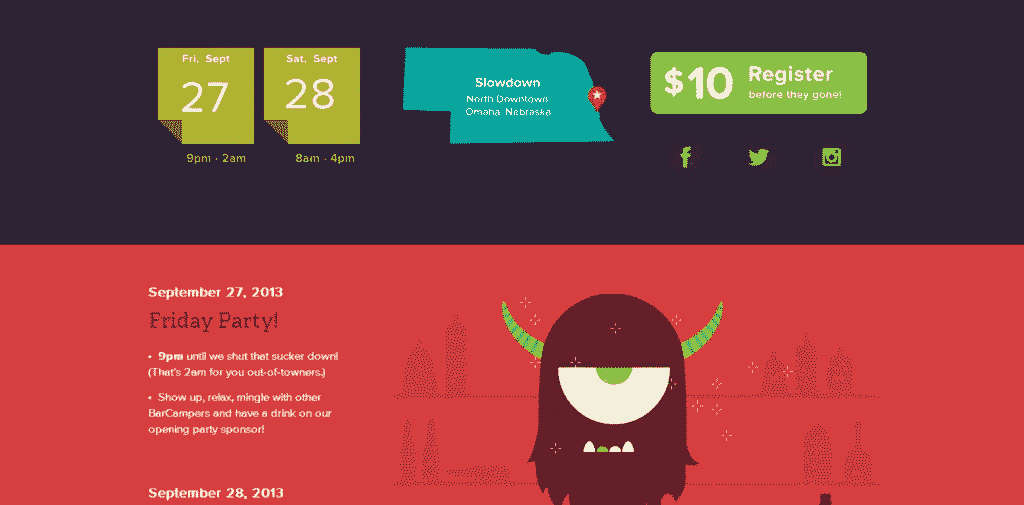 Fri, Sept
27
9pm - 2am
Sat, Sept
28
8am - 4pm
Slowdown
North Downtown
Omaha, Nebraska
$10
Register
before they gone!
September 27, 2013
Friday Party!
• 9pm until we shut that sucker down!
(That's 2am for you out-of-towners.)
• Show up, relax, mingle with other
BarCampers and have a drink on our
opening party sponsor!
September 28, 2013